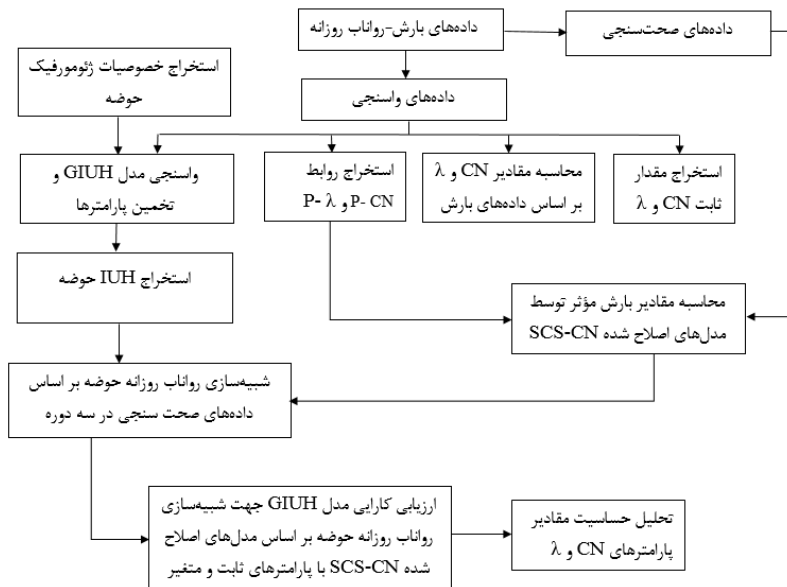 داده‌های بارش-رواناب روزانه
داده‌های صحت‌سنجی
استخراج خصوصیات ژئومورفیک
حوضه
داده‌های واسنجی
واسنجی مدل GIUH و
تخمین پارامترها
استخراج روابط
P- CN و P- λ
محاسبه مقادیر CN و λ
بر اساس داده‌های بارش
استخراج مقدار
ثابت CN و λ
استخراج IUH حوضه
محاسبه مقادیر بارش مؤثر توسط
مدل‌های اصلاح شده SCS-CN
شبیه‌سازی رواناب روزانه حوضه بر اساس
داده‌های صحت سنجی در سه دوره
ارزیابی کارایی مدل GIUH جهت شبیه‌سازی
رواناب روزانه حوضه بر اساس مدل‌های اصلاح
شده SCS-CN با پارامترهای ثابت و متغیر
تحلیل حساسیت مقادیر
پارامترهای CN و λ